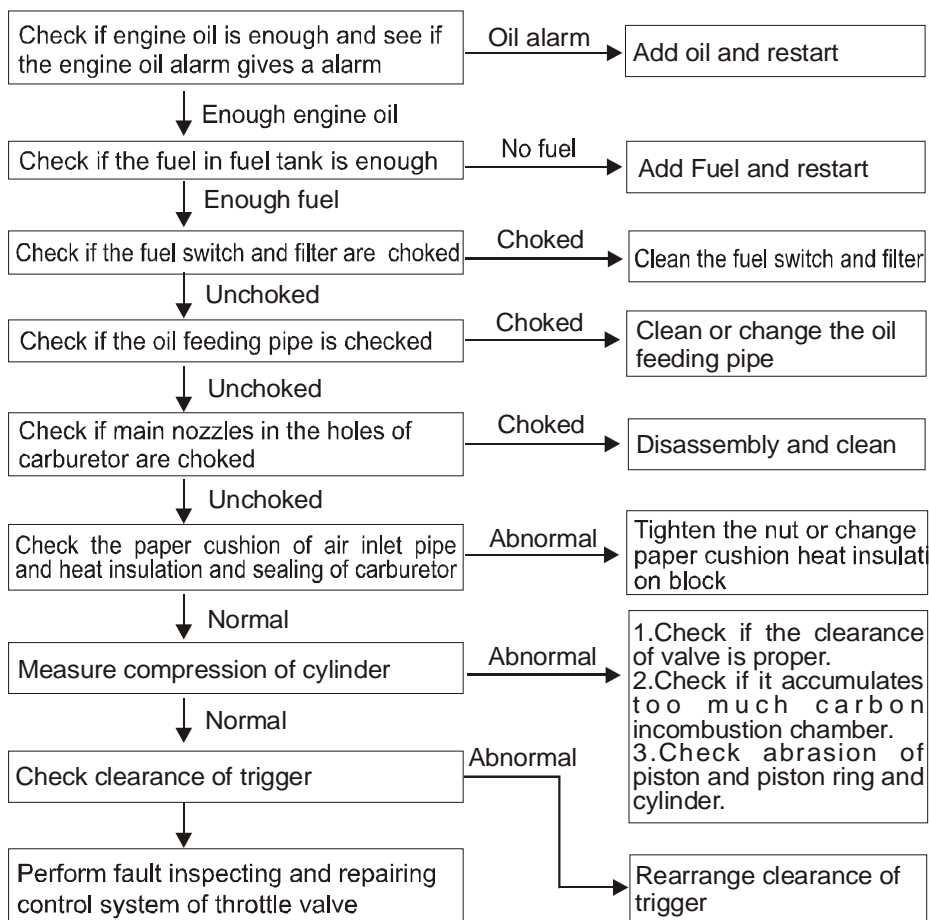 Check if engine oil is enough and see if
the engine oil alarm gives a alarm
Oil alarm
Add oil and restart
Enough engine oil
Check if the fuel in fuel tank is enough
No fuel
Add Fuel and restart
Enough fuel
Check if the fuel switch and filter are choked
Choked
Clean the fuel switch and filter
Unchoked
Check if the oil feeding pipe is checked
Choked
Clean or change the oil
feeding pipe
Unchoked
Check if main nozzles in the holes of
carburetor are choked
Choked
Disassembly and clean
Unchoked
Check the paper cushion of air inlet pipe
and heat insulation and sealing of carburetor
Abnormal
Tighten the nut or change
paper cushion heat insulati
on block
Normal
Measure compression of cylinder
Abnormal
1.Check if the clearance
of valve is proper.
2.Check if it accumulates
too much carbon
incombustion chamber.
3.Check abrasion of
piston and piston ring and
cylinder.
Normal
Check clearance of trigger
Abnormal
Rearrange clearance of
trigger
Perform fault inspecting and repairing
control system of throttle valve